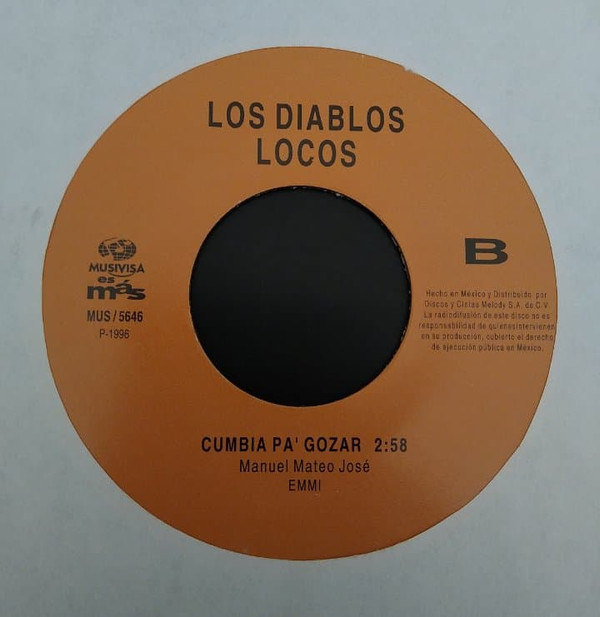 LOS DIABLOS
LOCOS
MUSIVISA
es
más
MUS/5646
P-1996
B
Hecho en México y Distribuido por
Discos y Cintas Melody S.A. de C.V.
La radiodifusión de este disco no es
responsabilidad de quienes intervienen
en su producción, cubierto el derecho
de ejecución pública en México.
CUMBIA PA' GOZAR 2:58
Manuel Mateo José
EMMI